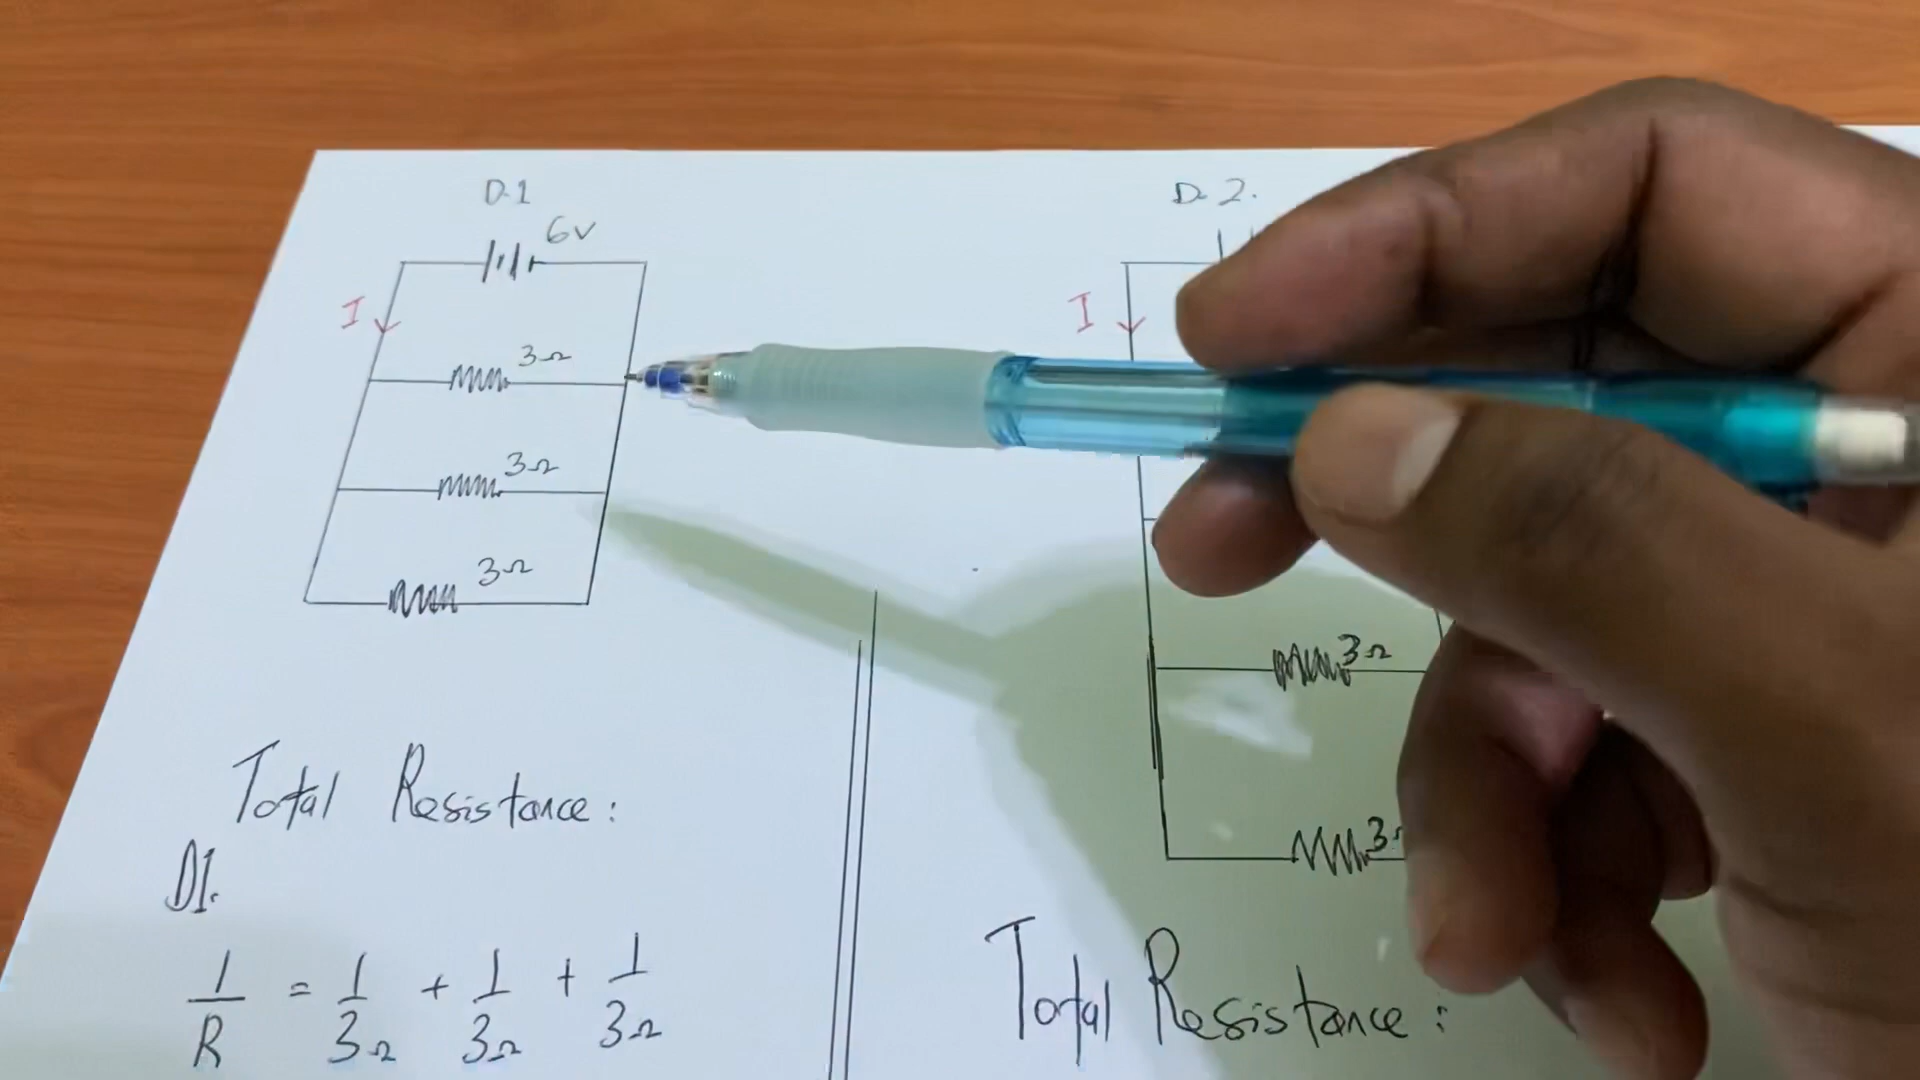 D.1
6V
I
3Ω
3Ω
3Ω
Total Resistance:
D1.
1/R = 1/3Ω + 1/3Ω + 1/3Ω
D.2.
I
3Ω
3
Total Resistance: